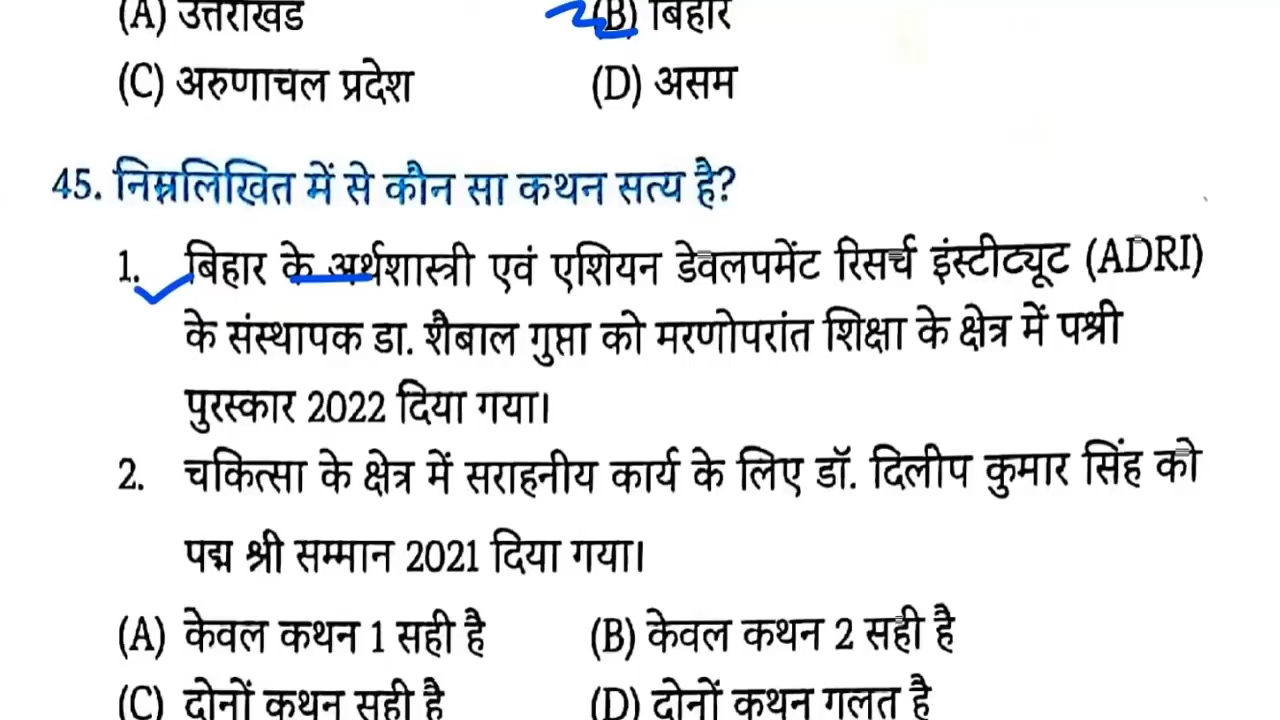 (A) उत्तराखंड (B) बिहार
(C) अरुणाचल प्रदेश (D) असम
45. निम्नलिखित में से कौन सा कथन सत्य है?
1. बिहार के अर्थशास्त्री एवं एशियन डेवलपमेंट रिसर्च इंस्टीट्यूट (ADRI)
के संस्थापक डा. शैबाल गुप्ता को मरणोपरांत शिक्षा के क्षेत्र में पश्री
पुरस्कार 2022 दिया गया।
2. चकित्सा के क्षेत्र में सराहनीय कार्य के लिए डॉ. दिलीप कुमार सिंह को
पद्म श्री सम्मान 2021 दिया गया।
(A) केवल कथन 1 सही है (B) केवल कथन 2 सही है
(C) दोनों कथन सही है (D) दोनों कथन गलत है